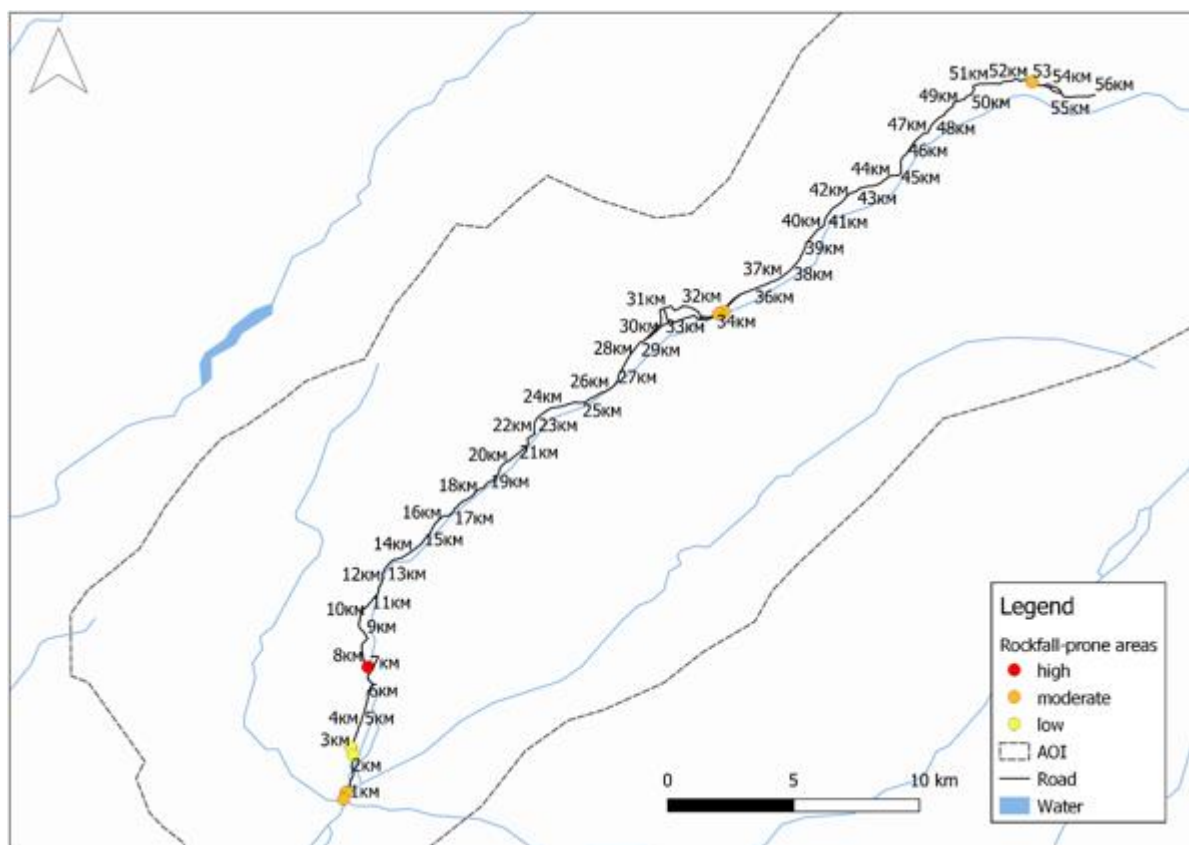 51км
52км
53
54км
56км
49км
50км
55км
47км
48км
46км
44км
45км
42км
43км
40км
41км
39км
37км
38км
36км
31км
32км
30км
33км
34км
28км
29км
26км
27км
24км
25км
22км
23км
20км
21км
18км
19км
16км
17км
14км
15км
12км
13км
10км
11км
9км
8км
7км
6км
4км
5км
3км
2км
1км
0
5
10 km
Legend
Rockfall-prone areas
high
moderate
low
AOI
Road
Water